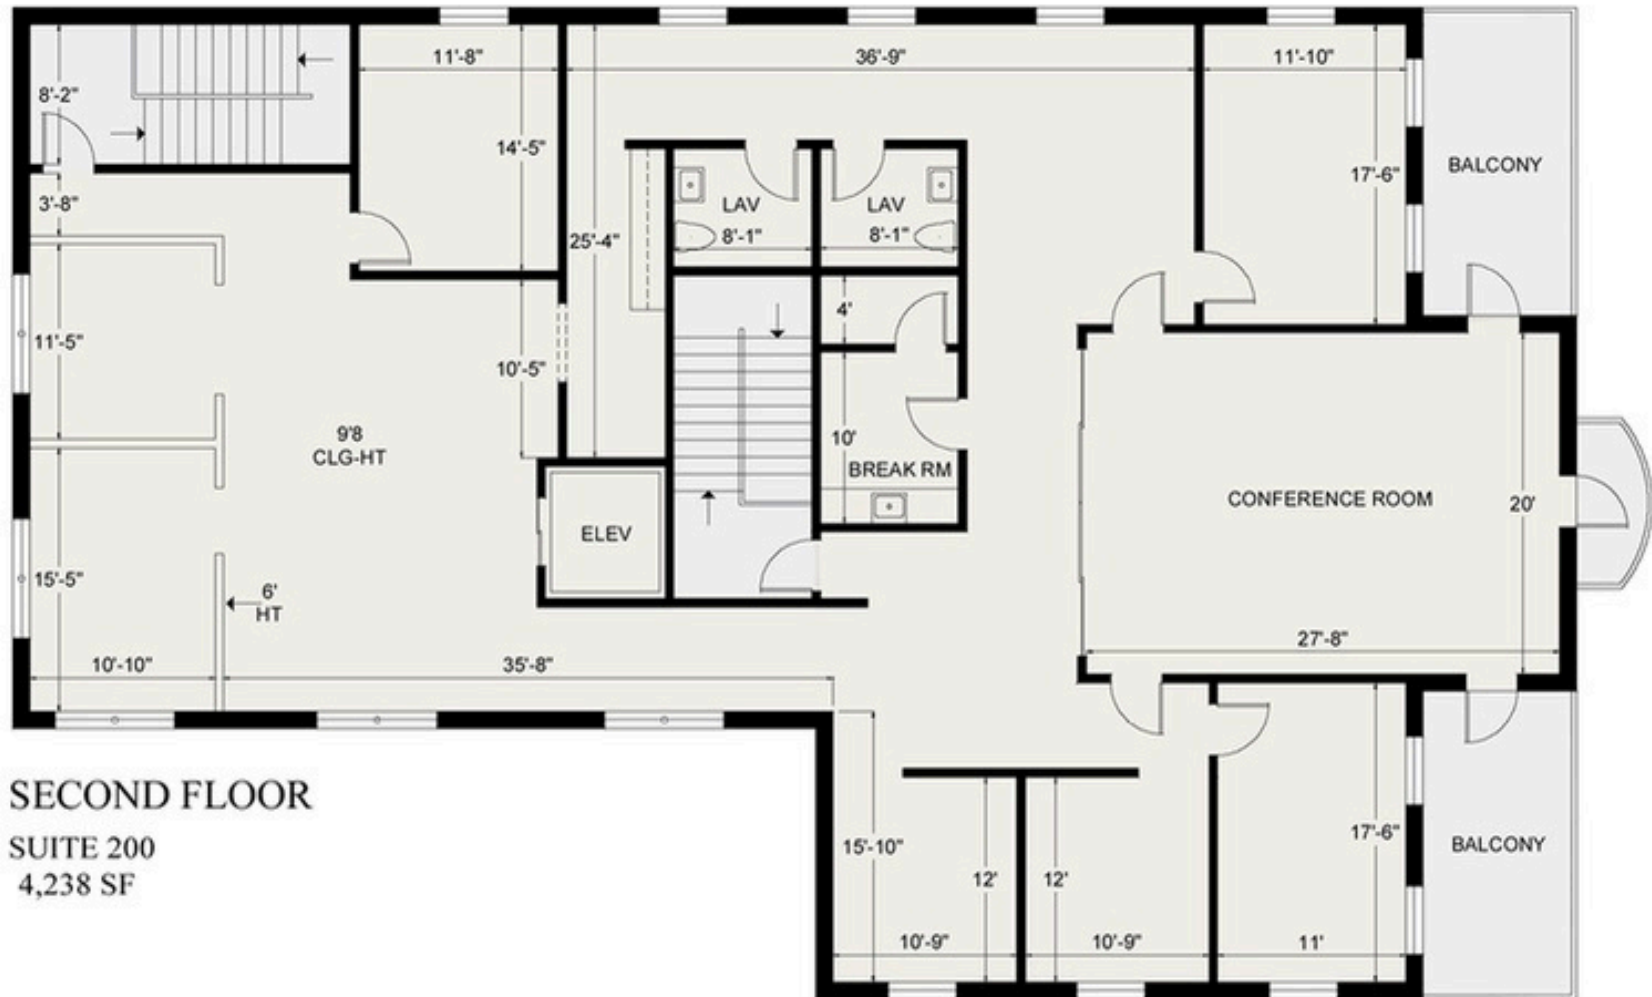 11'-8"
36'-9"
11'-10"
8'-2"
14'-5"
BALCONY
17'-6"
3'-8"
LAV
LAV
8'-1"
8'-1"
25'-4"
4'
11'-5"
10'-5"
9'8
CLG-HT
10'
BREAK RM
CONFERENCE ROOM
20'
ELEV
15'-5"
6'
HT
27'-8"
10'-10"
35'-8"
SECOND FLOOR
SUITE 200
4,238 SF
15'-10"
12'
12'
17'-6"
BALCONY
10'-9"
10'-9"
11'